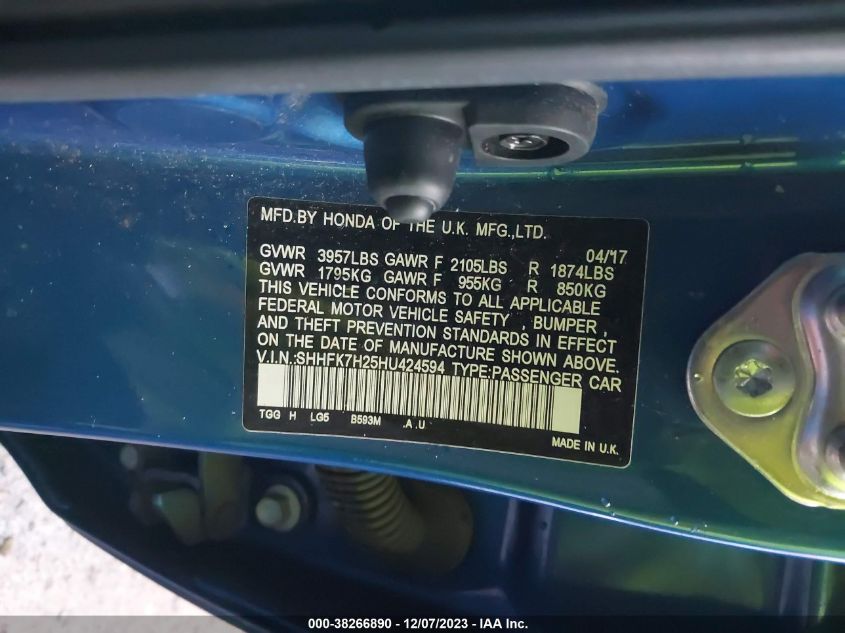 MFD.BY HONDA OF THE U.K. MFG.,LTD.
04/17
GVWR 3957LBS GAWR F 2105LBS R 1874LBS
GVWR 1795KG GAWR F 955KG R 850KG
THIS VEHICLE CONFORMS TO ALL APPLICABLE
FEDERAL MOTOR VEHICLE SAFETY , BUMPER ,
AND THEFT PREVENTION STANDARDS IN EFFECT
ON THE DATE OF MANUFACTURE SHOWN ABOVE.
V.I.N.:SHHFK7H25HU424594 TYPE:PASSENGER CAR
TGG H LG5 B593M .A .U
MADE IN U.K.
000-38266890 - 12/07/2023 - IAA Inc.